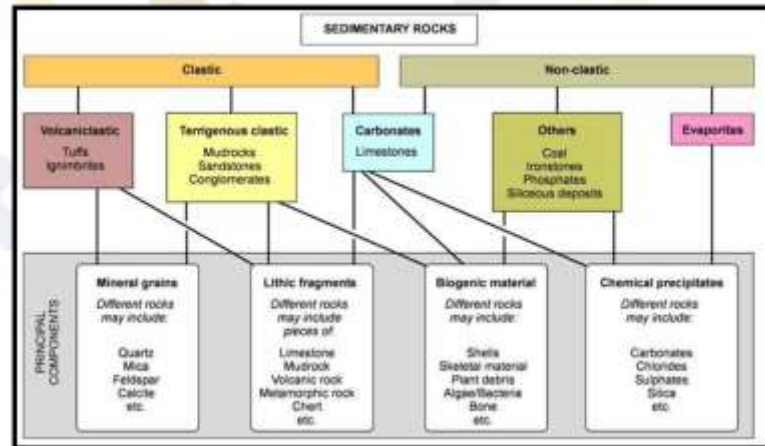 SEDIMENTARY ROCKS
Clastic
Non-clastic
Volcaniclastic
Tuffs
Ignimbrites
Terrigenous clastic
Mudrocks
Sandstones
Conglomerates
Carbonates
Limestones
Others
Coal
Ironstones
Phosphates
Siliceous deposits
Evaporites
PRINCIPAL
COMPONENTS
Mineral grains
Different rocks
may include:
Quartz
Mica
Feldspar
Calcite
etc.
Lithic fragments
Different rocks
may include
pieces of:
Limestone
Mudrock
Volcanic rock
Metamorphic rock
Chert
etc.
Biogenic material
Different rocks
may include:
Shells
Skeletal material
Plant debris
Algae/Bacteria
Bone
etc.
Chemical precipitates
Different rocks
may include:
Carbonates
Chlorides
Sulphates
Silica
etc.